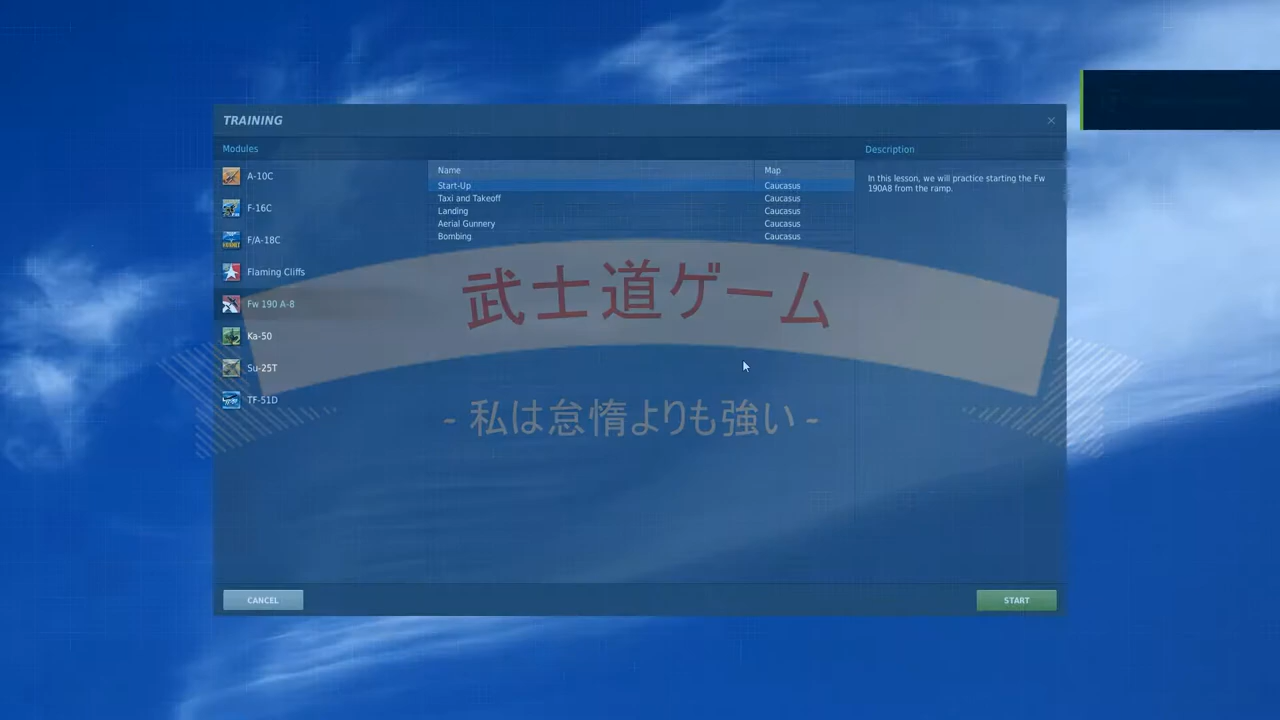 TRAINING
Modules
Description
A-10C
F-16C
F/A-18C
Flaming Cliffs
Fw 190 A-8
Ka-50
Su-25T
TF-51D
Name Map
Start-Up Caucasus
Taxi and Takeoff Caucasus
Landing Caucasus
Aerial Gunnery Caucasus
Bombing Caucasus
In this lesson, we will practice starting the Fw
190A8 from the ramp.
武士道ゲーム
- 私は怠惰よりも強い -
CANCEL
START